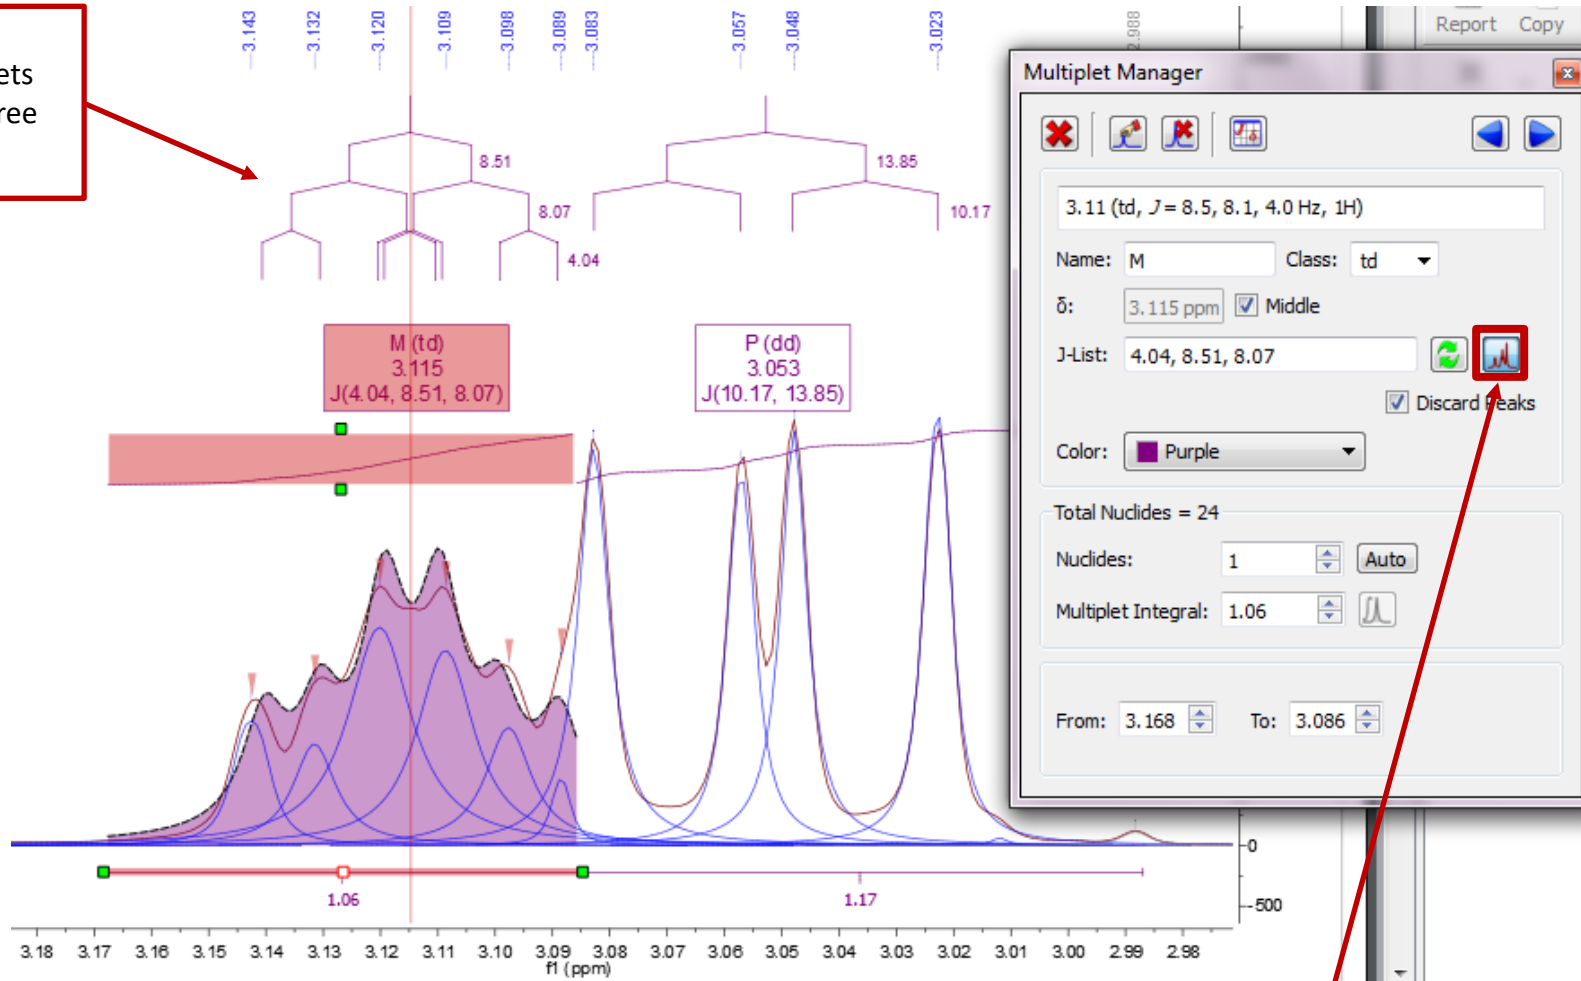 ets
ree
3.143
3.132
3.120
3.109
3.098
3.089
3.083
3.057
3.048
3.023
2.988
8.51
8.07
4.04
13.85
10.17
M (td)
3.115
J(4.04, 8.51, 8.07)
P (dd)
3.053
J(10.17, 13.85)
1.06
1.17
0
-500
3.18 3.17 3.16 3.15 3.14 3.13 3.12 3.11 3.10 3.09 3.08 3.07 3.06 3.05 3.04 3.03 3.02 3.01 3.00 2.99 2.98
f1 (ppm)
Report Copy
Multiplet Manager
3.11 (td, J = 8.5, 8.1, 4.0 Hz, 1H)
Name: M Class: td
δ: 3.115 ppm Middle
J-List: 4.04, 8.51, 8.07
Discard Peaks
Color: Purple
Total Nuclides = 24
Nuclides: 1 Auto
Multiplet Integral: 1.06
From: 3.168 To: 3.086